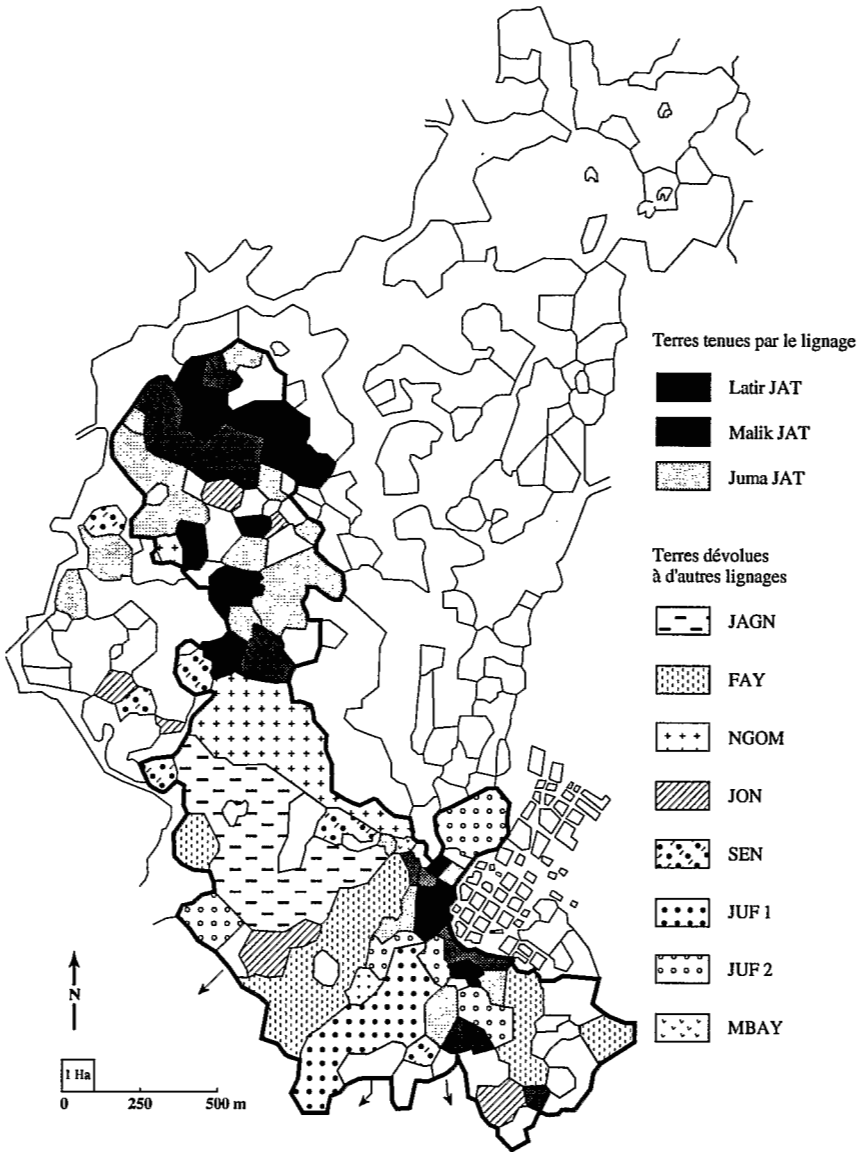 Terres tenues par le lignage
Latir JAT
Malik JAT
Juma JAT
Terres dévolues
à d'autres lignages
JAGN
FAY
NGOM
JON
SEN
JUF 1
JUF 2
MBAY
N
1 Ha
0 250 500 m